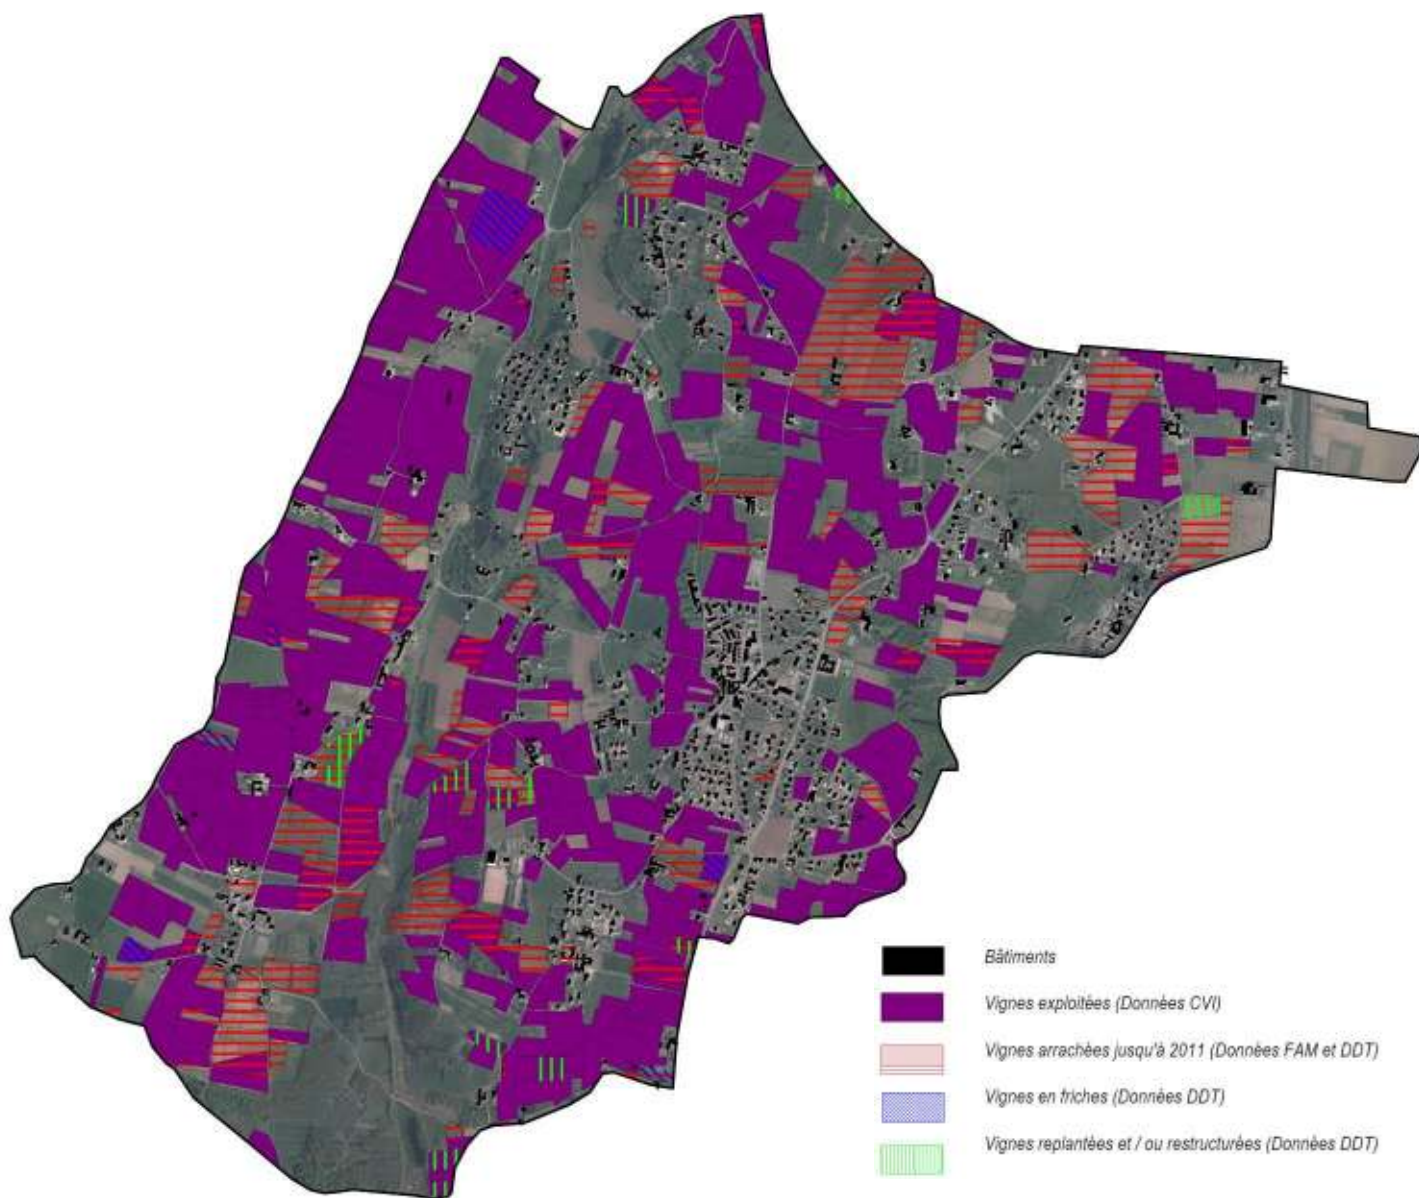 Bâtiments
Vignes exploitées (Données CVI)
Vignes arrachées jusqu'à 2011 (Données FAM et DDT)
Vignes en friches (Données DDT)
Vignes replantées et / ou restructurées (Données DDT)